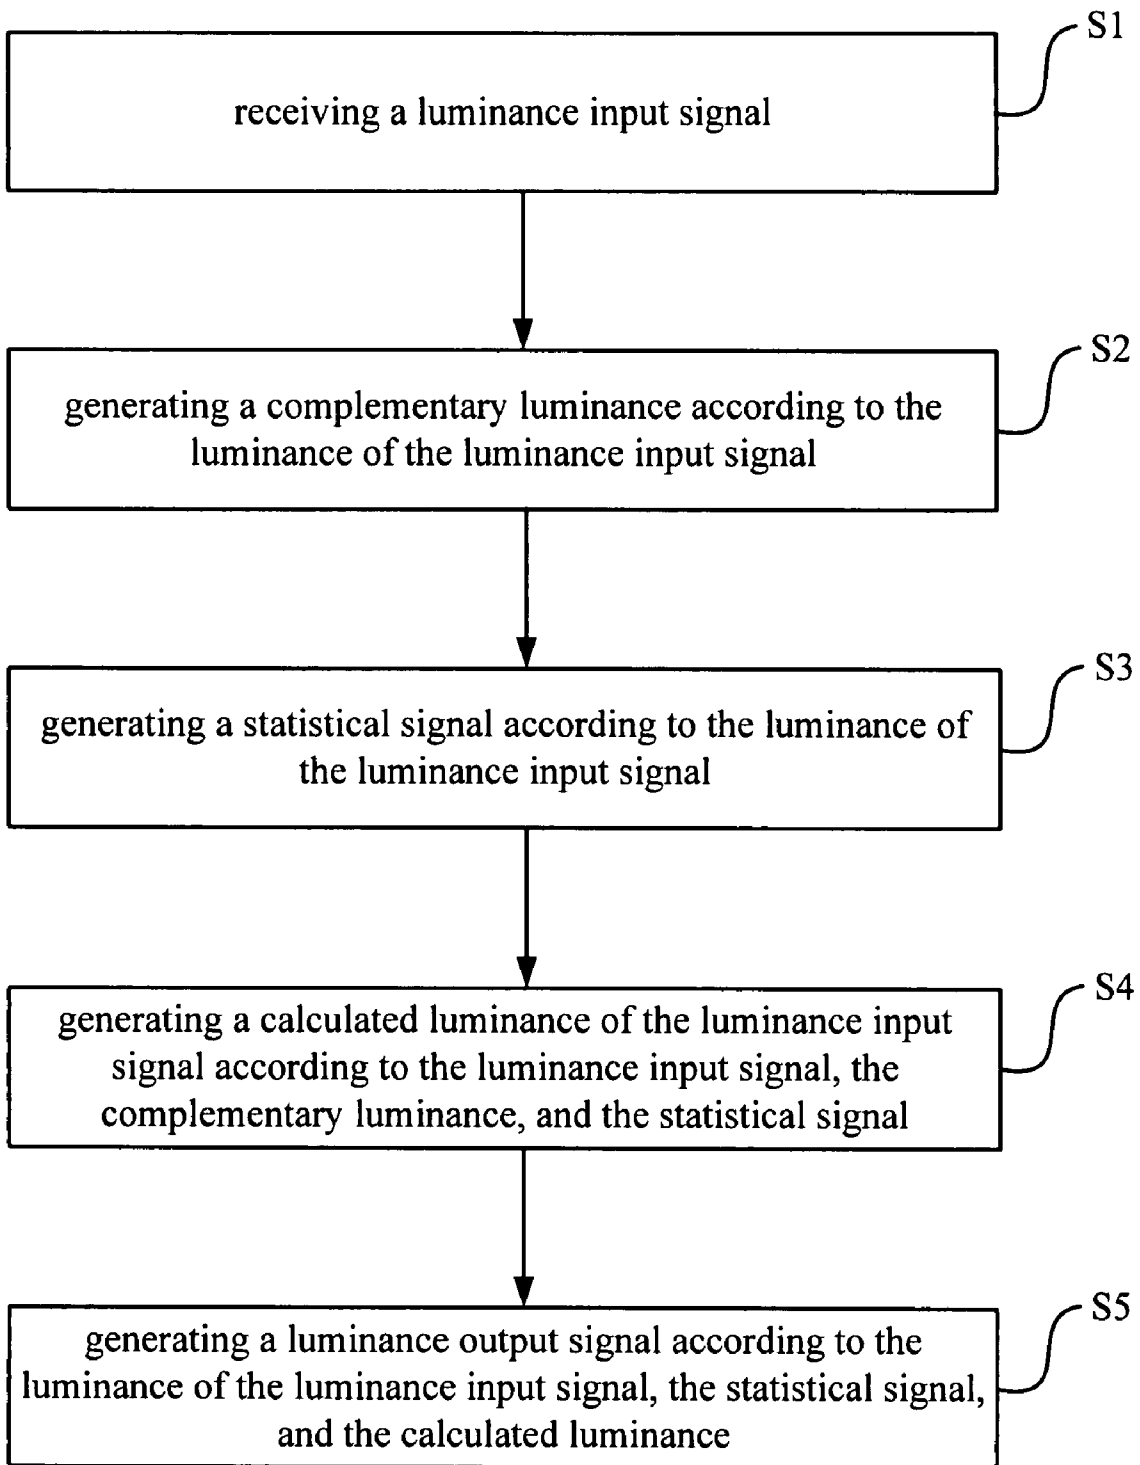 S1
receiving a luminance input signal
S2
generating a complementary luminance according to the
luminance of the luminance input signal
S3
generating a statistical signal according to the luminance of
the luminance input signal
S4
generating a calculated luminance of the luminance input
signal according to the luminance input signal, the
complementary luminance, and the statistical signal
S5
generating a luminance output signal according to the
luminance of the luminance input signal, the statistical signal,
and the calculated luminance